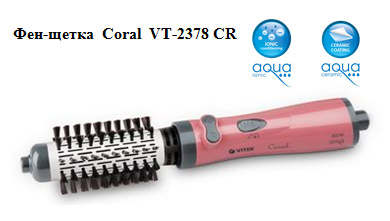 Фен-щетка Coral VT-2378 CR
IONIC
conditioning
aqua
ionic
CERAMIC
COATING
aqua
ceramic
VITEK
Coral